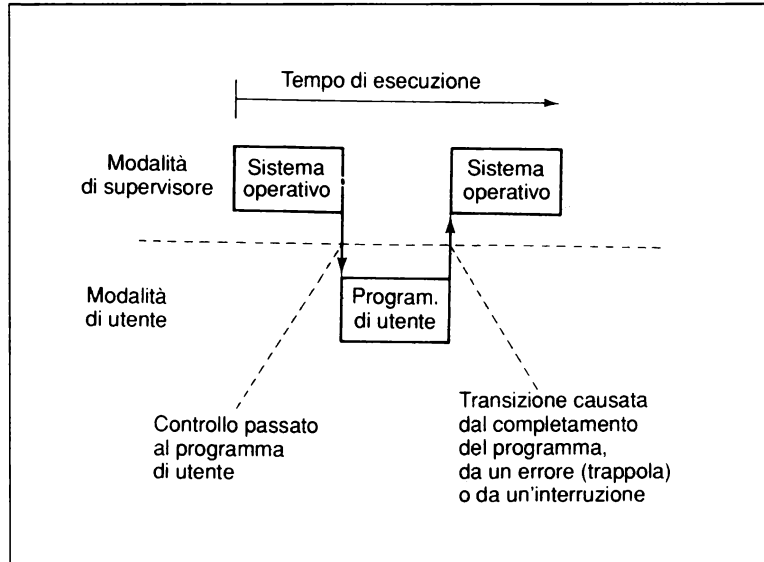 Tempo di esecuzione
Modalità
di supervisore
Sistema
operativo
Sistema
operativo
Modalità
di utente
Program.
di utente
Controllo passato
al programma
di utente
Transizione causata
dal completamento
del programma,
da un errore (trappola)
o da un'interruzione